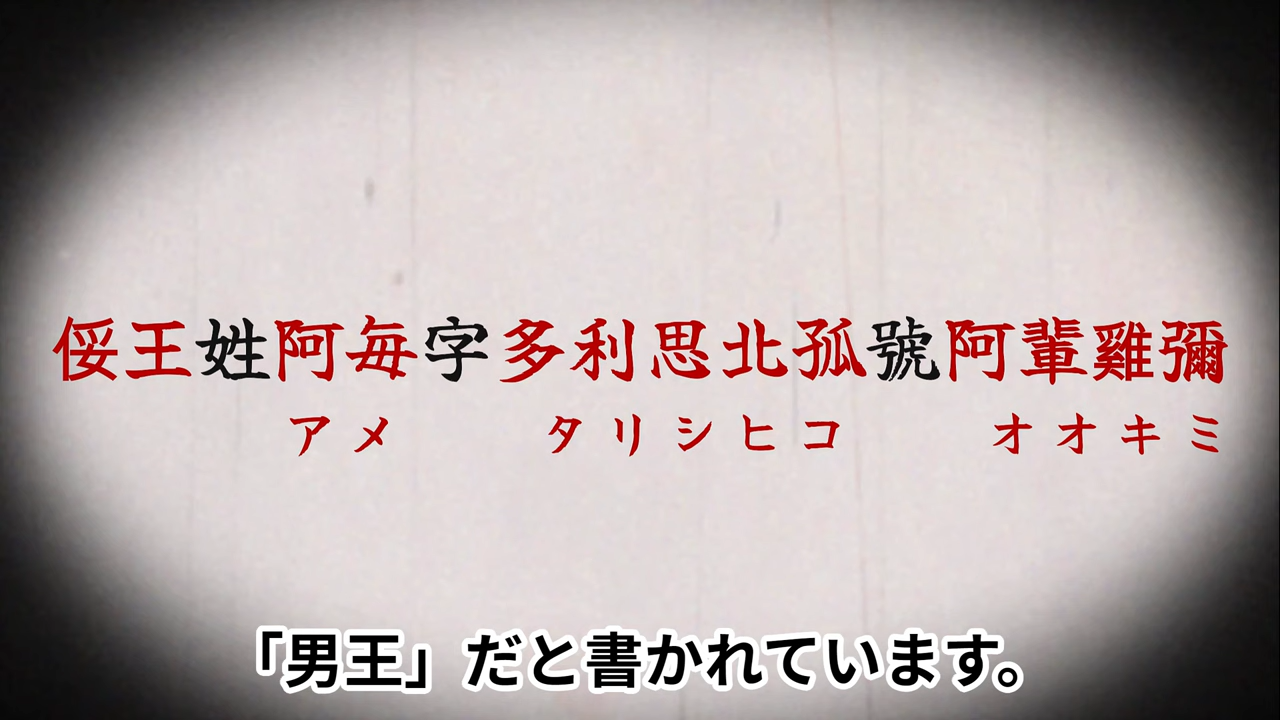 俀王姓阿毎字多利思北孤號阿輩雞彌
アメ タリシヒコ オオキミ
「男王」だと書かれています。